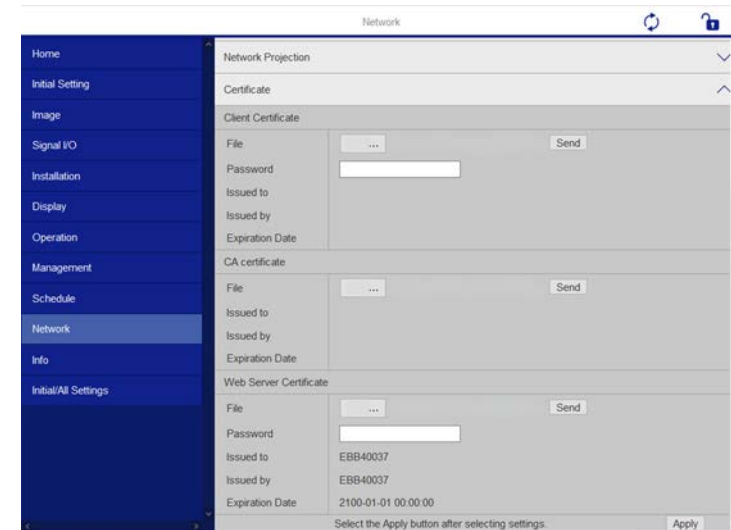 Network
Home
Initial Setting
Image
Signal I/O
Installation
Display
Operation
Management
Schedule
Network
Info
Initial/All Settings
Network Projection
Certificate
Client Certificate
File ... Send
Password
Issued to
Issued by
Expiration Date
CA certificate
File ... Send
Issued to
Issued by
Expiration Date
Web Server Certificate
File ... Send
Password
Issued to EBB40037
Issued by EBB40037
Expiration Date 2100-01-01 00:00:00
Select the Apply button after selecting settings. Apply